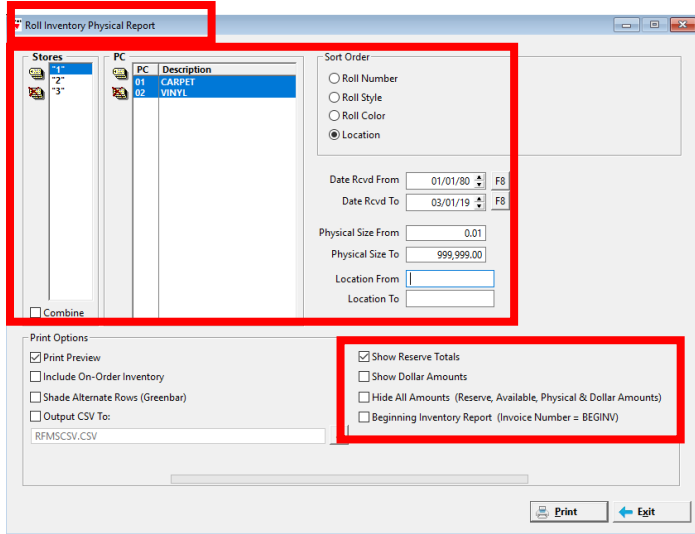 Roll Inventory Physical Report
Stores
"1"
"2"
"3"
Combine
PC
PC Description
01 CARPET
02 VINYL
Sort Order
Roll Number
Roll Style
Roll Color
Location
Date Rcvd From 01/01/80 F8
Date Rcvd To 03/01/19 F8
Physical Size From 0.01
Physical Size To 999,999.00
Location From
Location To
Print Options
Print Preview
Include On-Order Inventory
Shade Alternate Rows (Greenbar)
Output CSV To:
RFMSCSV.CSV
Show Reserve Totals
Show Dollar Amounts
Hide All Amounts (Reserve, Available, Physical & Dollar Amounts)
Beginning Inventory Report (Invoice Number = BEGINV)
Print
Exit